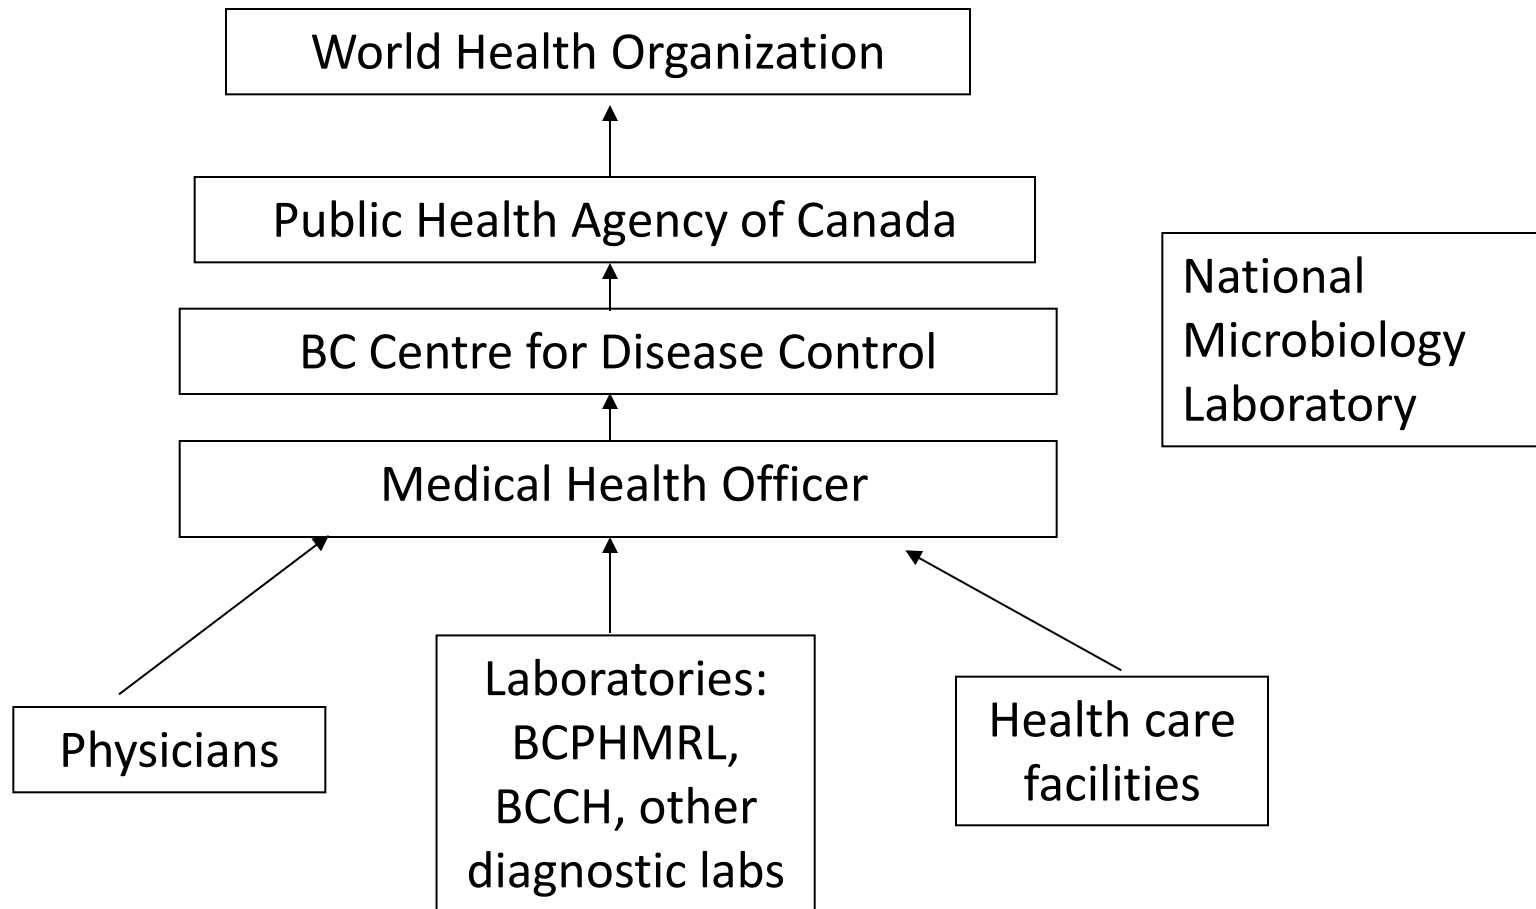 World Health Organization
Public Health Agency of Canada
National
Microbiology
Laboratory
BC Centre for Disease Control
Medical Health Officer
Physicians
Laboratories:
BCPHMRL,
BCCH, other
diagnostic labs
Health care
facilities